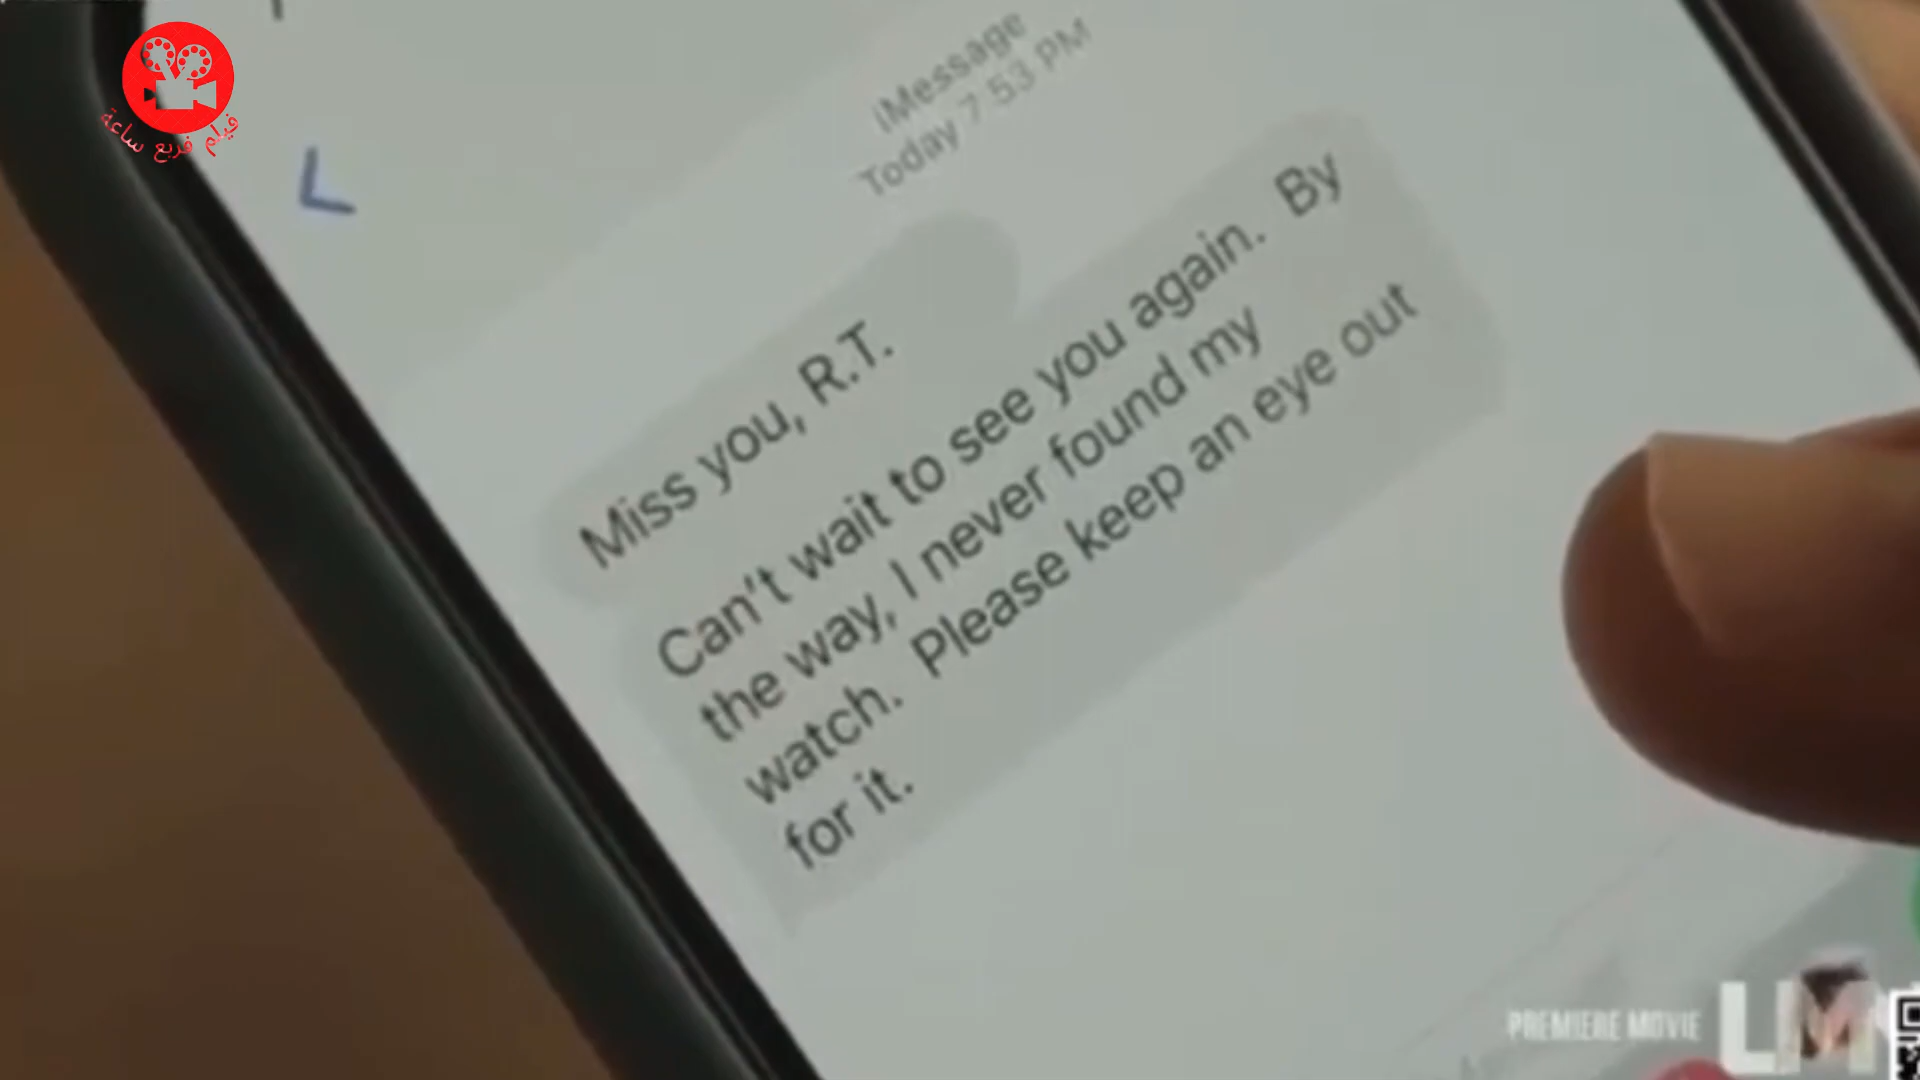 فيلم فربع ساعة
iMessage
Today 7:53 PM
Miss you, R.T.
Can't wait to see you again. By
the way, I never found my
watch. Please keep an eye out
for it.
PREMIERE MOVIE